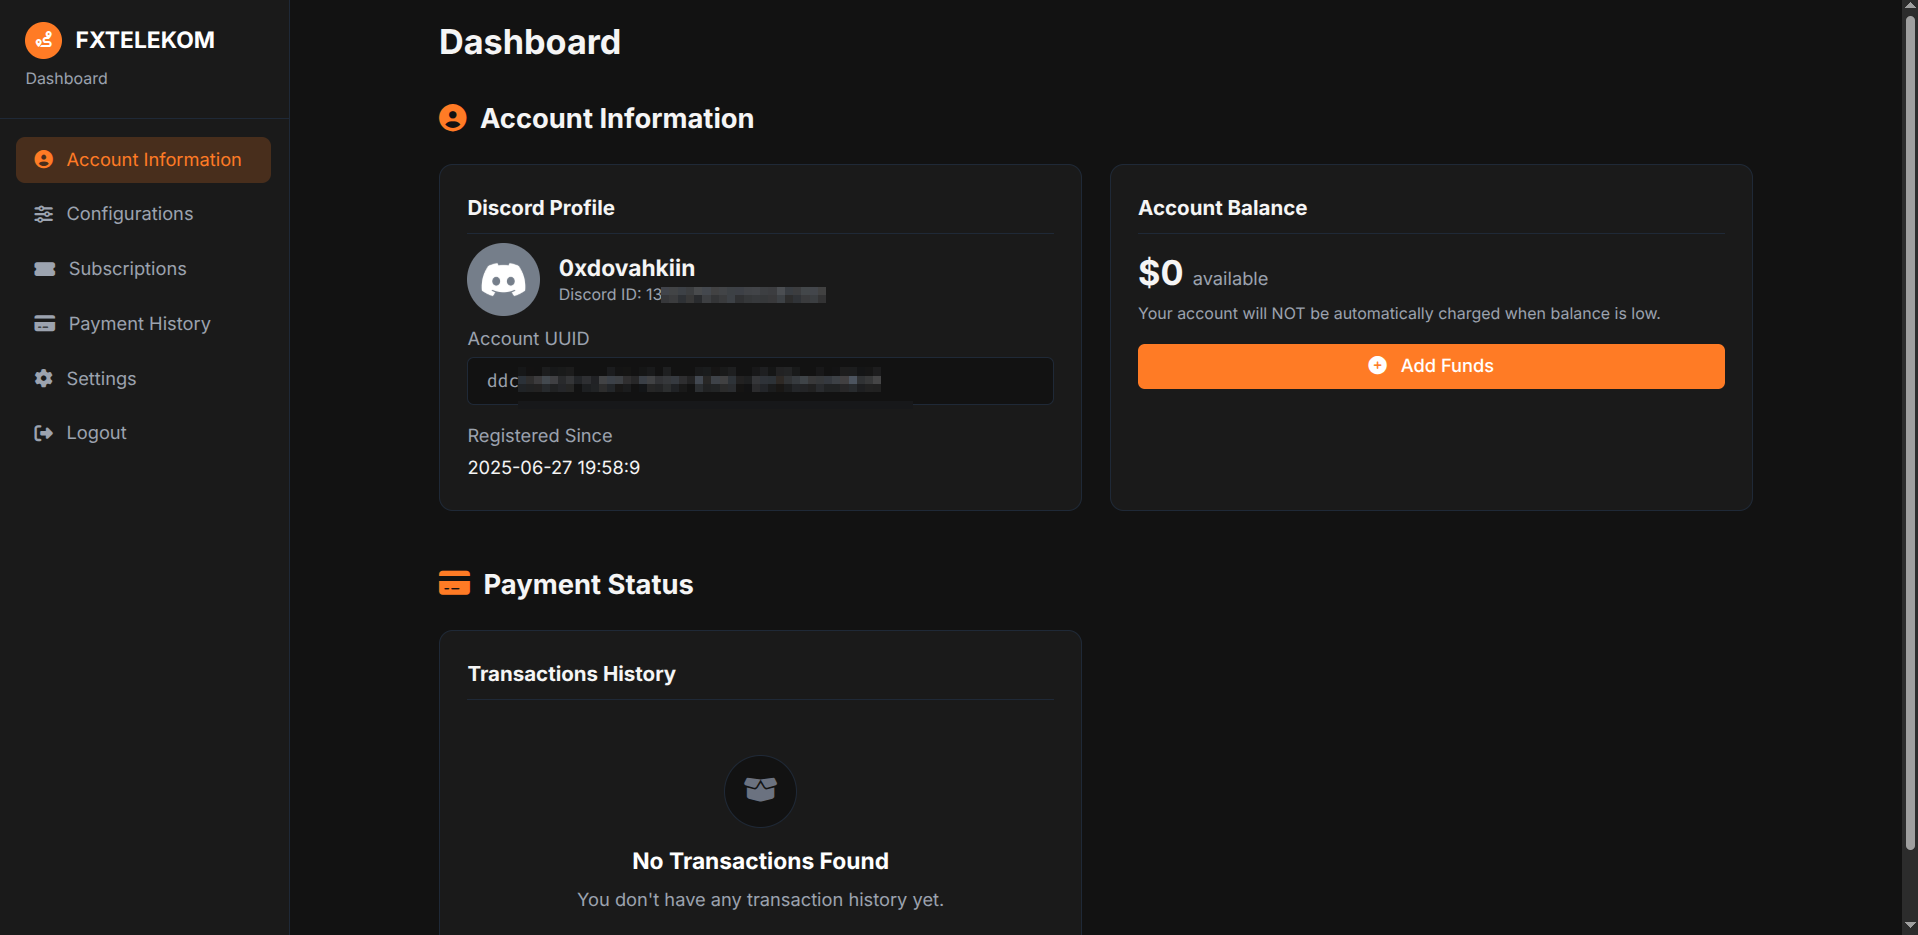 FXTELEKOM
Dashboard
Account Information
Configurations
Subscriptions
Payment History
Settings
Logout
Dashboard
Account Information
Discord Profile
0xdovahkiin
Discord ID: 13
Account UUID
ddc
Registered Since
2025-06-27 19:58:9
Account Balance
$0 available
Your account will NOT be automatically charged when balance is low.
Add Funds
Payment Status
Transactions History
No Transactions Found
You don't have any transaction history yet.